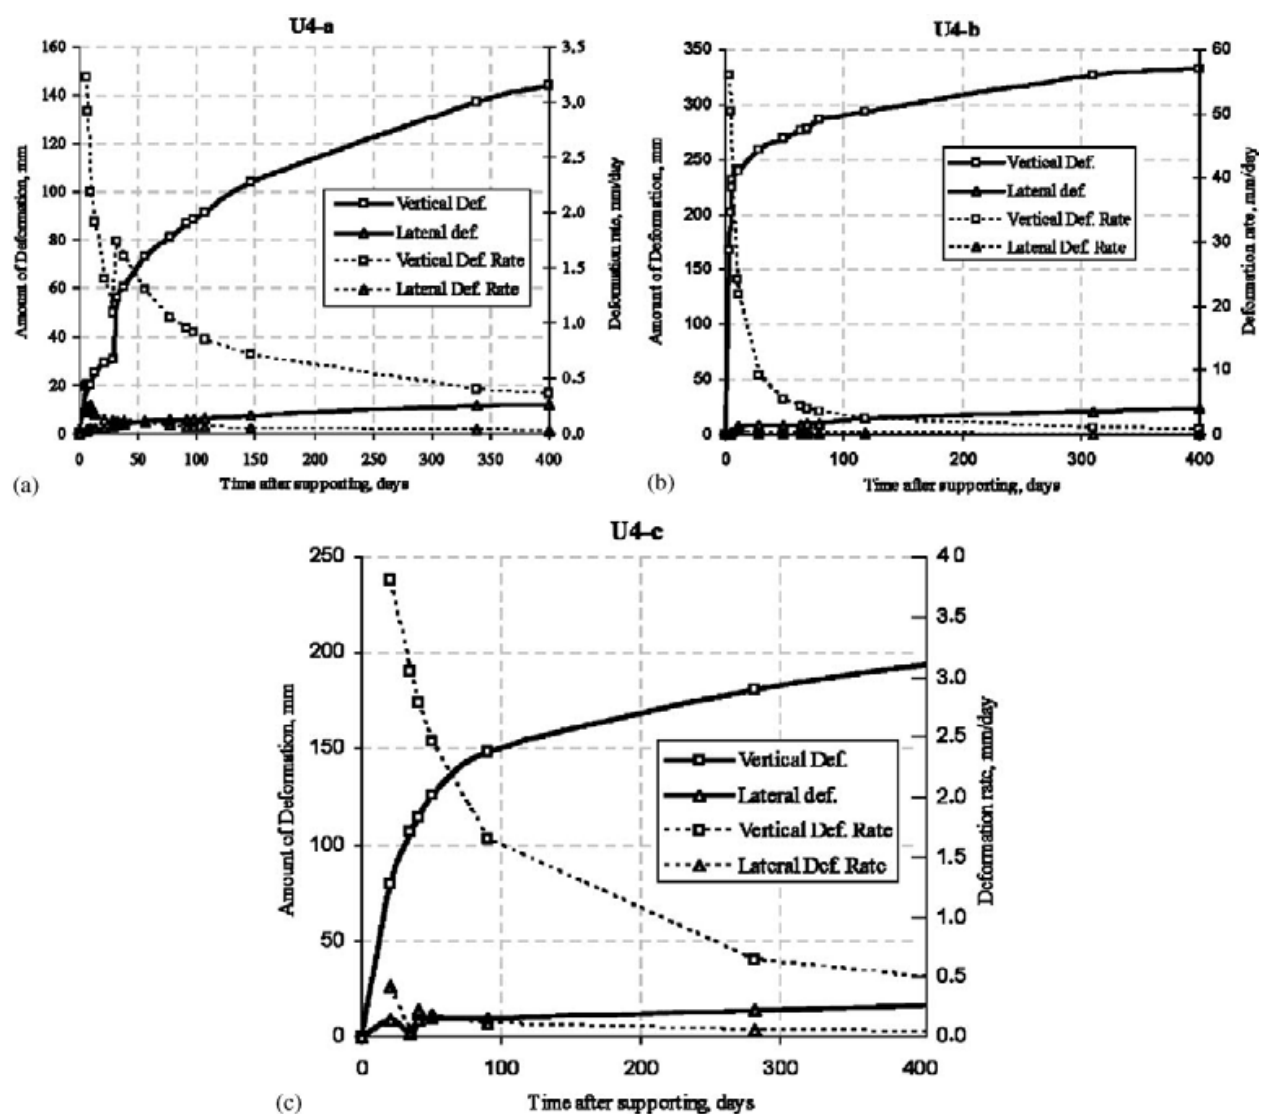 U4-a
160
140
120
100
80
60
40
20
0
3,5
3.0
2.5
2.0
1.5
1.0
0.5
0.0
0 50 100 150 200 250 300 350 400
Amount of Deformation, mm
Deformation rate, mm/day
Vertical Def.
Lateral def.
Vertical Def. Rate
Lateral Def. Rate
(a)
Time after supporting, days
U4-b
350
300
250
200
150
100
50
0
60
50
40
30
20
10
0
0 100 200 300 400
Amount of Deformation, mm
Deformation rate, mm/day
Vertical Def.
Lateral def.
Vertical Def. Rate
Lateral Def. Rate
(b)
Time after supporting, days
U4-c
250
200
150
100
50
0
4.0
3.5
3.0
2.5
2.0
1.5
1.0
0.5
0.0
0 100 200 300 400
Amount of Deformation, mm
Deformation rate, mm/day
Vertical Def.
Lateral def.
Vertical Def. Rate
Lateral Def. Rate
(c)
Time after supporting, days